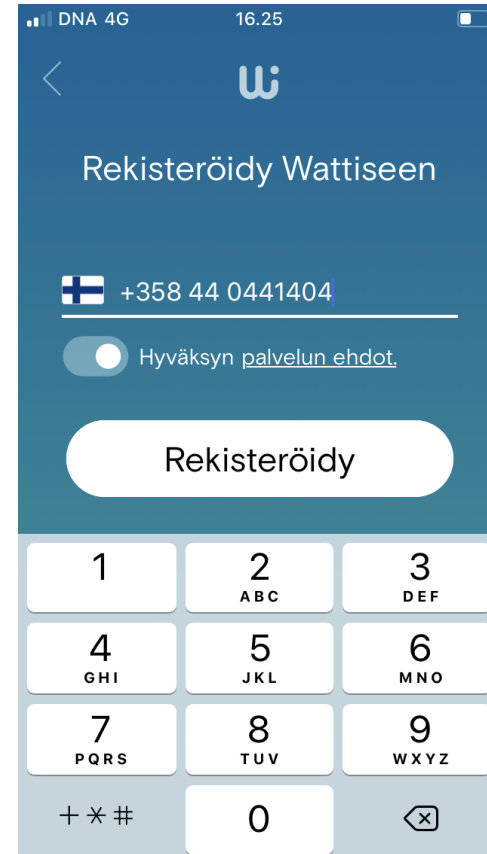 DNA 4G 16.25
Rekisteröidy Wattiseen
+358 44 0441404
Hyväksyn palvelun ehdot.
Rekisteröidy
1 2 3
ABC DEF
4 5 6
GHI JKL MNO
7 8 9
PQRS TUV WXYZ
+*# 0